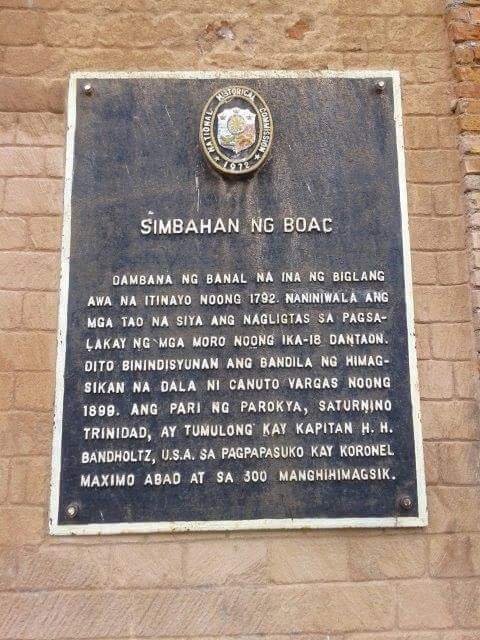 NATIONAL HISTORICAL COMMISSION
1972
SIMBAHAN NG BOAC
DAMBANA NG BANAL NA INA NG BIGLANG
AWA NA ITINAYO NOONG 1792. NANINIWALA ANG
MGA TAO NA SIYA ANG NAGLIGTAS SA PAGSA-
LAKAY NG MGA MORO NOONG IKA-18 DANTAON.
DITO BININDISYUNAN ANG BANDILA NG HIMAG-
SIKAN NA DALA NI CANUTO VARGAS NOONG
1899. ANG PARI NG PAROKYA, SATURNINO
TRINIDAD, AY TUMULONG KAY KAPITAN H. H.
BANDHOLTZ, U.S.A. SA PAGPAPASUKO KAY KORONEL
MAXIMO ABAD AT SA 300 MANGHIHIMAGSIK.